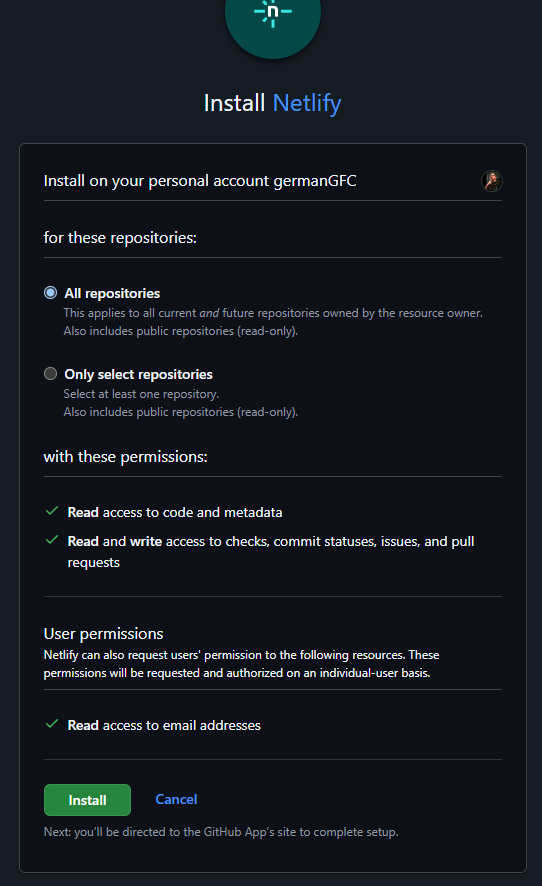 n
Install Netlify
Install on your personal account germanGFC
for these repositories:
All repositories
This applies to all current and future repositories owned by the resource owner.
Also includes public repositories (read-only).
Only select repositories
Select at least one repository.
Also includes public repositories (read-only).
with these permissions:
Read access to code and metadata
Read and write access to checks, commit statuses, issues, and pull
requests
User permissions
Netlify can also request users' permission to the following resources. These
permissions will be requested and authorized on an individual-user basis.
Read access to email addresses
Install Cancel
Next: you'll be directed to the GitHub App's site to complete setup.